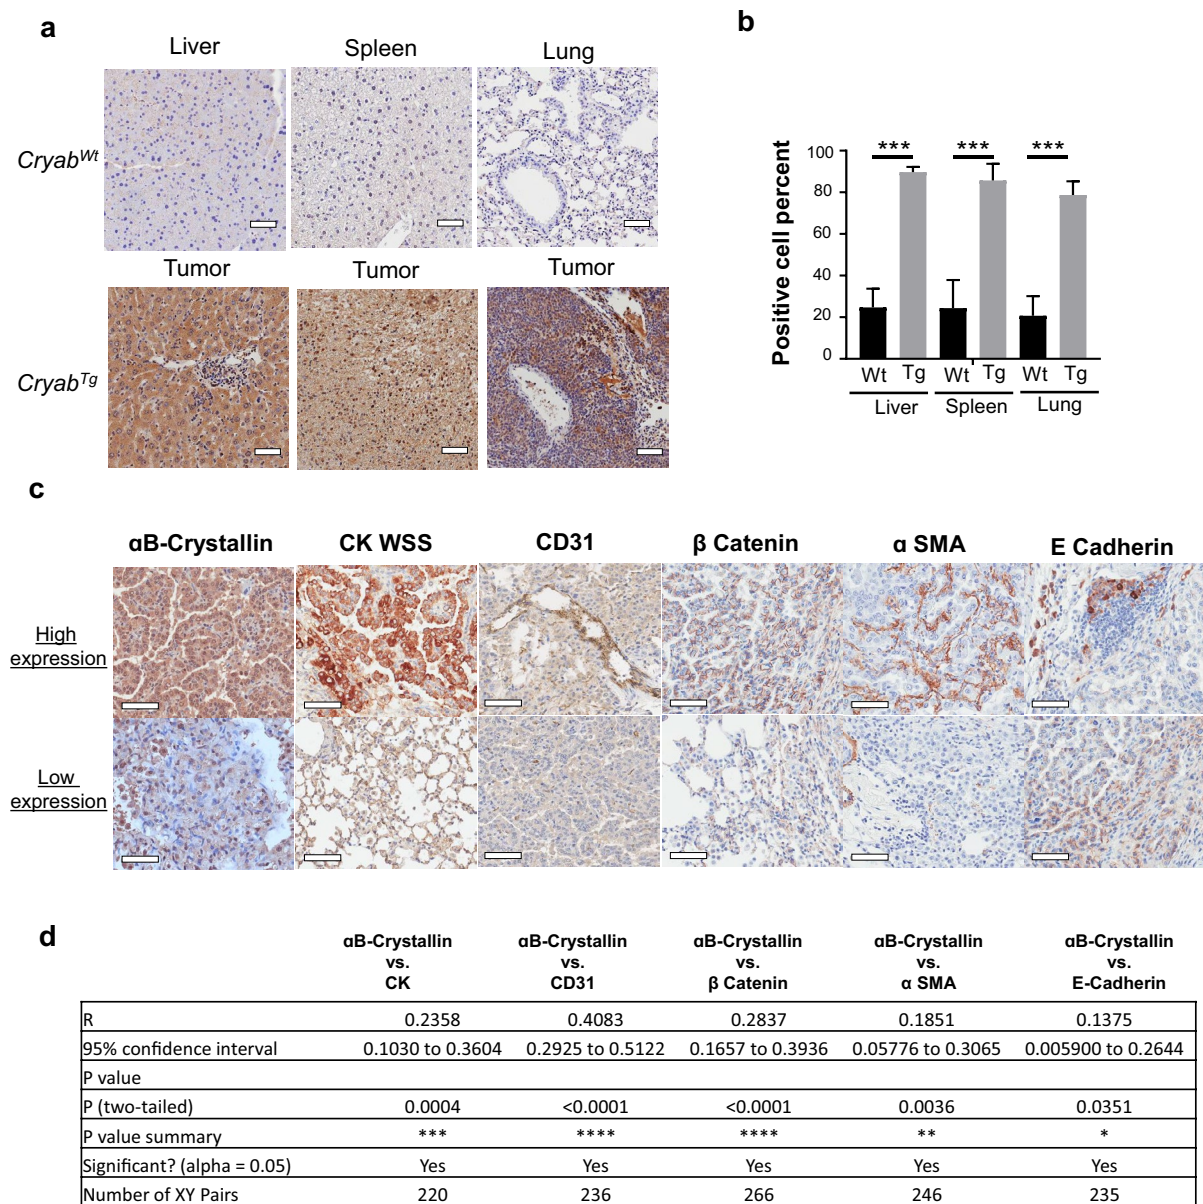 a
Liver
Spleen
Lung
Cryab^Wt
Tumor
Tumor
Tumor
Cryab^Tg
b
Positive cell percent
100
80
60
40
20
0
***
***
***
Wt
Tg
Wt
Tg
Wt
Tg
Liver
Spleen
Lung
c
αB-Crystallin
CK WSS
CD31
β Catenin
α SMA
E Cadherin
High
expression
Low
expression
d
αB-Crystallin vs. CK
αB-Crystallin vs. CD31
αB-Crystallin vs. β Catenin
αB-Crystallin vs. α SMA
αB-Crystallin vs. E-Cadherin
R 0.2358 0.4083 0.2837 0.1851 0.1375
95% confidence interval 0.1030 to 0.3604 0.2925 to 0.5122 0.1657 to 0.3936 0.05776 to 0.3065 0.005900 to 0.2644
P value
P (two-tailed) 0.0004 <0.0001 <0.0001 0.0036 0.0351
P value summary *** **** **** ** *
Significant? (alpha = 0.05) Yes Yes Yes Yes Yes
Number of XY Pairs 220 236 266 246 235